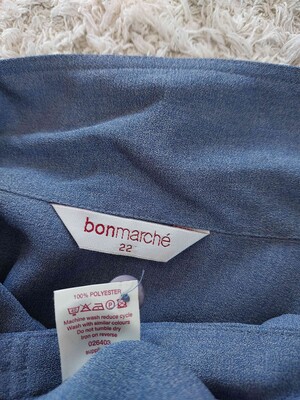 bonmarché
22
100% POLYESTER
Machine wash reduce cycle
Wash with similar colours
Do not tumble dry
Iron on reverse
026403